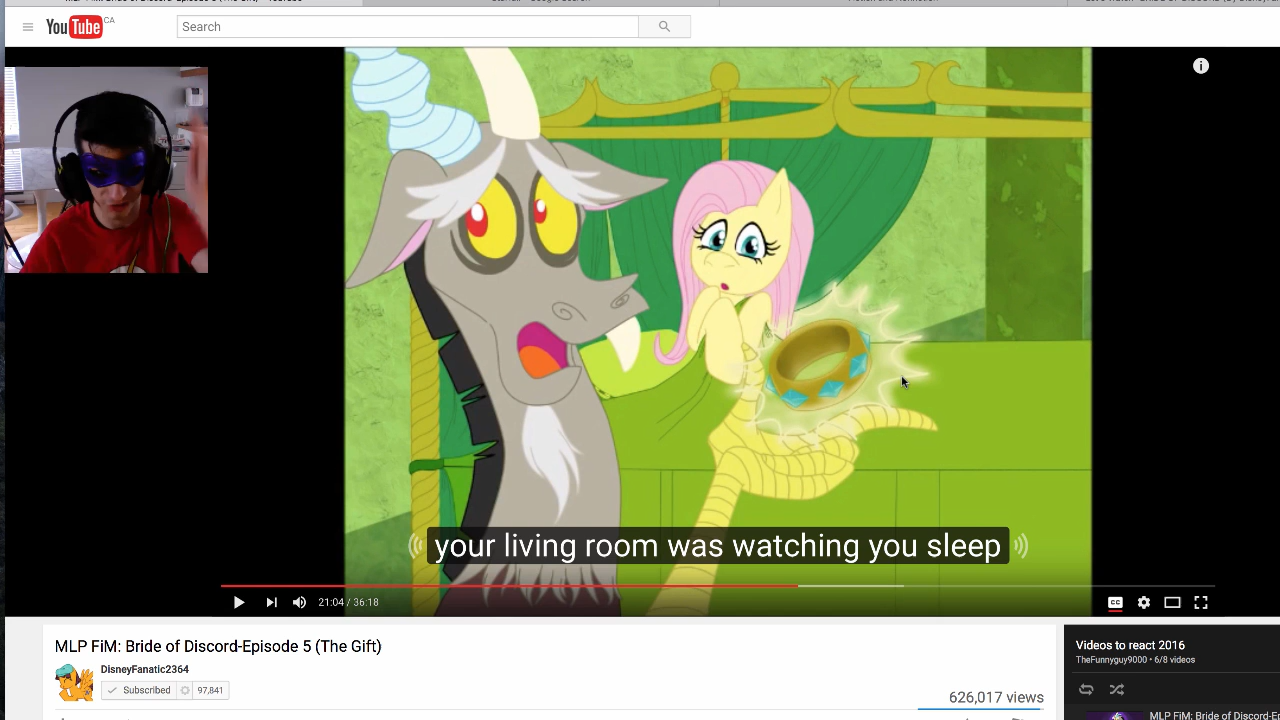 YouTube CA
Search
i
your living room was watching you sleep
21:04 / 36:18
CC
MLP FiM: Bride of Discord-Episode 5 (The Gift)
DisneyFanatic2364
Subscribed 97,841
626,017 views
Videos to react 2016
TheFunnyguy9000 • 6/8 videos
MLP FiM: Bride of Discord-E